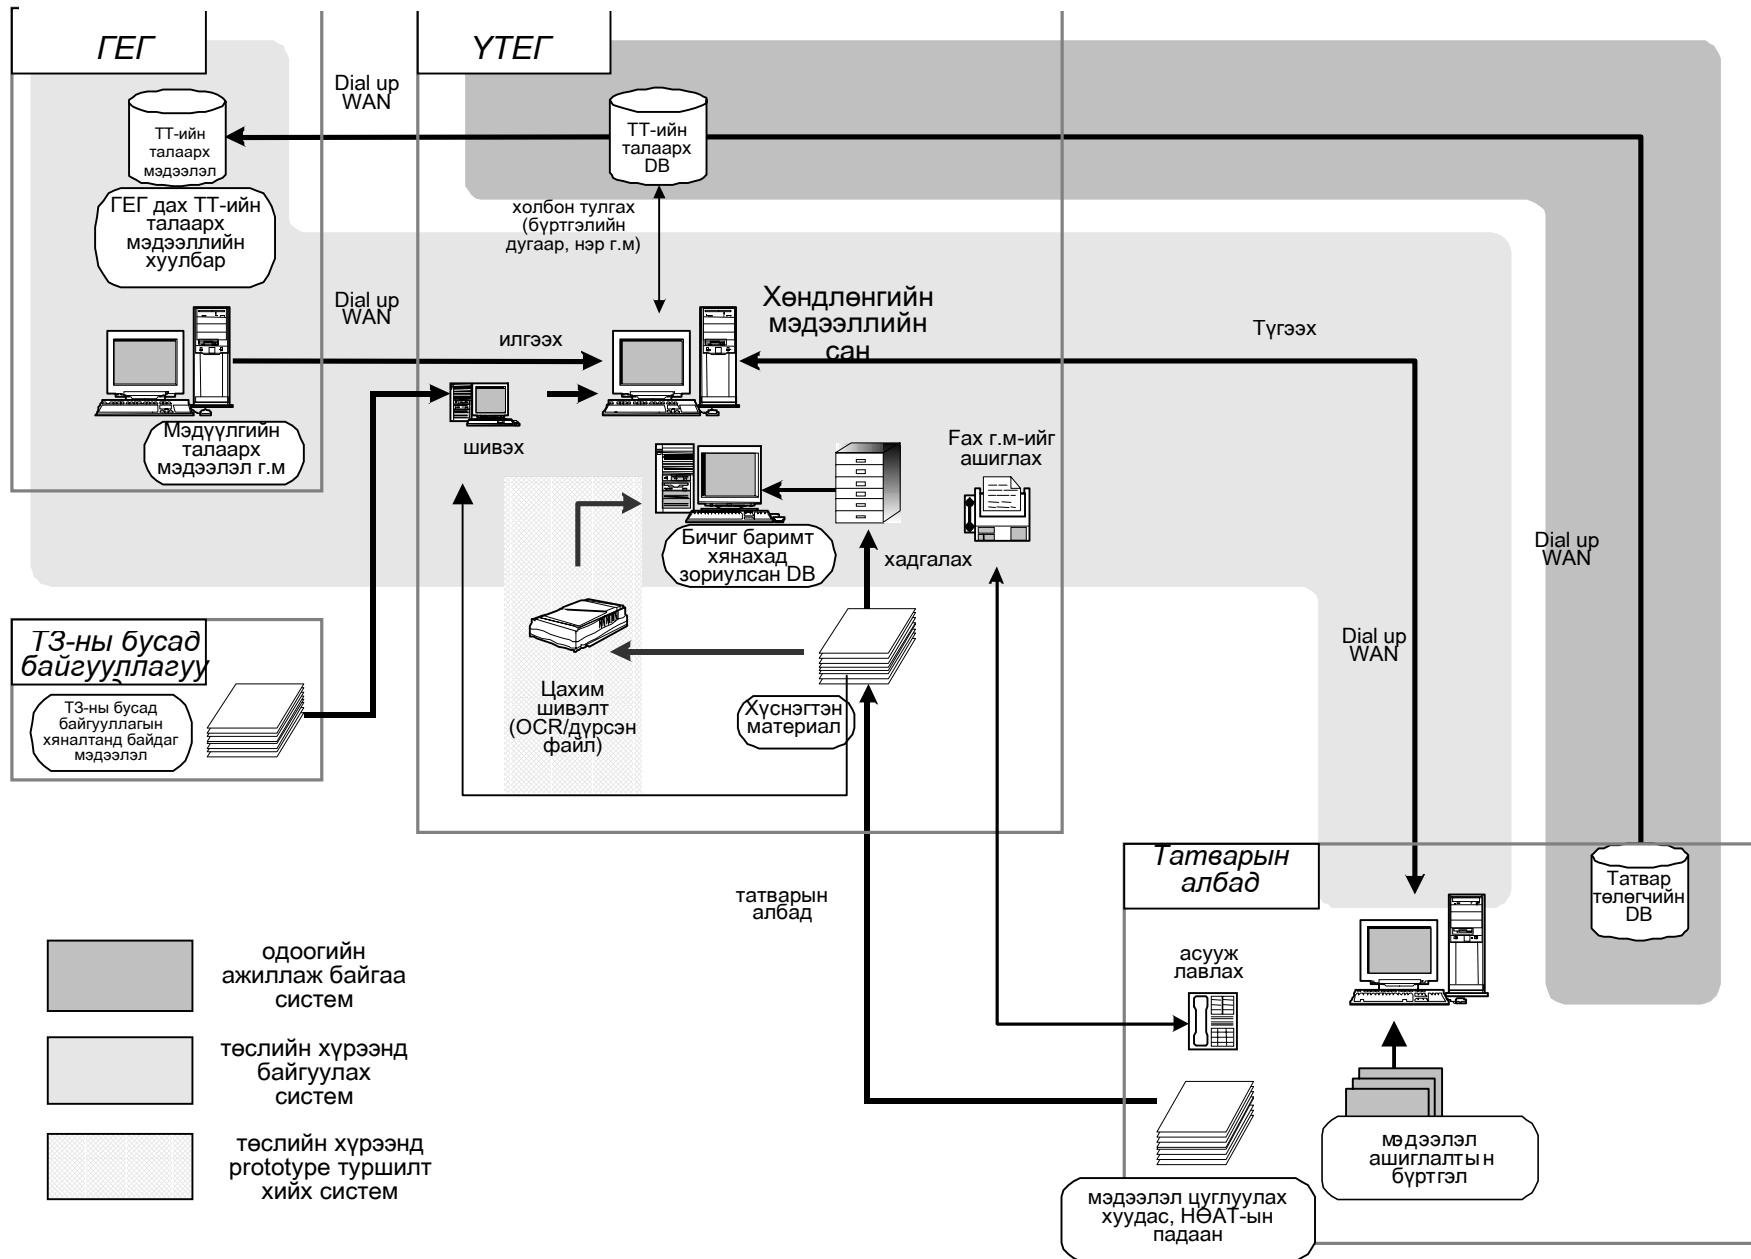 ГЕГ
ҮТЕГ
Dial up
WAN
ТТ-ийн
талаарх
мэдээлэл
ТТ-ийн
талаарх
DB
ГЕГ дах ТТ-ийн
талаарх
мэдээллийн
хуулбар
холбон тулгах
(бүртгэлийн
дугаар, нэр г.м)
Dial up
WAN
илгээх
Хөндлөнгийн
мэдээллийн
сан
Түгээх
Мэдүүлгийн
талаарх
мэдээлэл г.м
шивэх
Fax г.м-ийг
ашиглах
Бичиг баримт
хянахад
зориулсан DB
хадгалах
Dial up
WAN
Dial up
WAN
ТЗ-ны бусад
байгууллагуу
ТЗ-ны бусад
байгууллагын
хяналтанд байдаг
мэдээлэл
Цахим
шивэлт
(OCR/дүрсэн
файл)
Хүснэгтэн
материал
татварын
албад
Татварын
албад
Татвар
төлөгчийн
DB
асууж
лавлах
одоогийн
ажиллаж байгаа
систем
төслийн хүрээнд
байгуулах
систем
төслийн хүрээнд
prototype туршилт
хийх систем
мэдээлэл
ашиглалтын
бүртгэл
мэдээлэл цуглуулах
хуудас, НӨАТ-ын
падаан